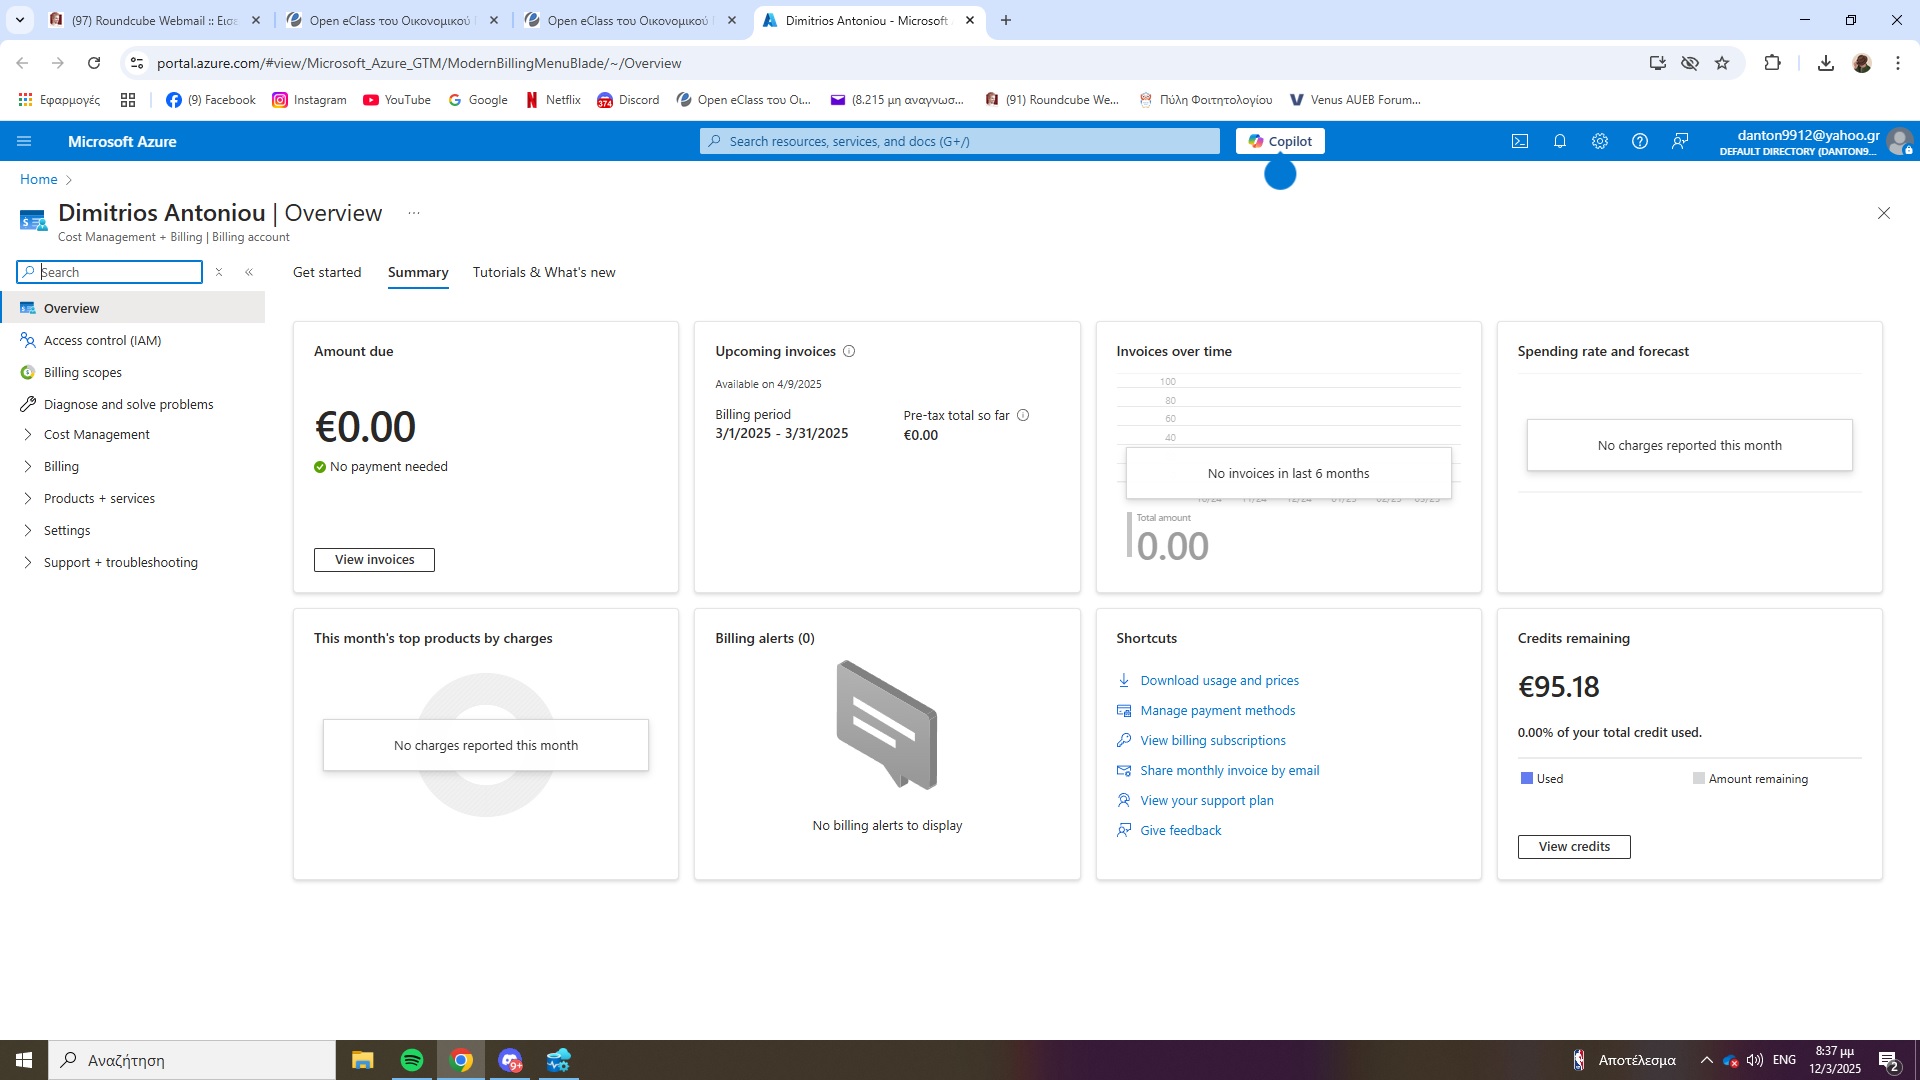 (97) Roundcube Webmail :: Εισε
Open eClass του Οικονομικού
Open eClass του Οικονομικού
Dimitrios Antoniou - Microsoft
portal.azure.com/#view/Microsoft_Azure_GTM/ModernBillingMenuBlade/~/Overview
Εφαρμογές
(9) Facebook
Instagram
YouTube
Google
Netflix
374
Discord
Open eClass του Οι...
(8.215 μη αναγνωσ...
(91) Roundcube We...
Πύλη Φοιτητολογίου
Venus AUEB Forum...
Microsoft Azure
Search resources, services, and docs (G+/)
Copilot
danton9912@yahoo.gr
DEFAULT DIRECTORY (DANTON9...
Home
Dimitrios Antoniou | Overview
...
Cost Management + Billing | Billing account
Search
Get started
Summary
Tutorials & What's new
Overview
Access control (IAM)
Billing scopes
Diagnose and solve problems
Cost Management
Billing
Products + services
Settings
Support + troubleshooting
Amount due
€0.00
No payment needed
View invoices
Upcoming invoices
Available on 4/9/2025
Billing period
3/1/2025 - 3/31/2025
Pre-tax total so far
€0.00
Invoices over time
100
80
60
40
No invoices in last 6 months
Total amount
0.00
Spending rate and forecast
No charges reported this month
This month's top products by charges
No charges reported this month
Billing alerts (0)
No billing alerts to display
Shortcuts
Download usage and prices
Manage payment methods
View billing subscriptions
Share monthly invoice by email
View your support plan
Give feedback
Credits remaining
€95.18
0.00% of your total credit used.
Used
Amount remaining
View credits
Αναζήτηση
9+
Αποτέλεσμα
ENG
8:37 μμ
12/3/2025
2